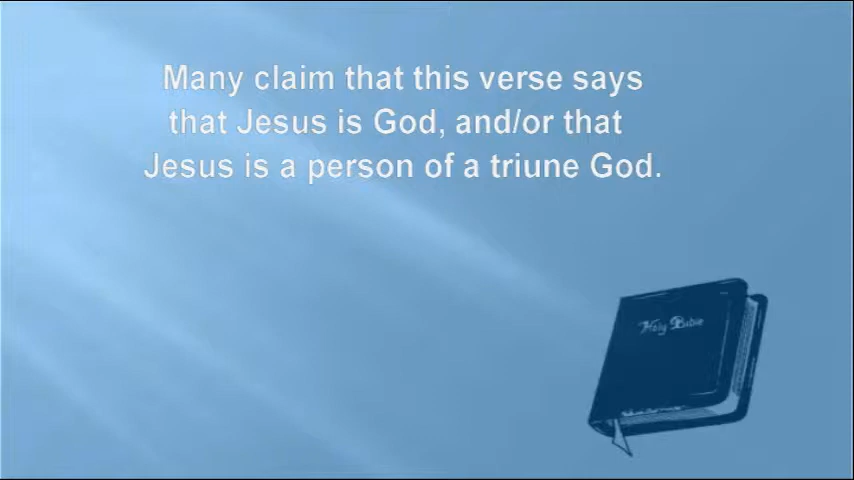 Many claim that this verse says
that Jesus is God, and/or that
Jesus is a person of a triune God.
Holy Bible